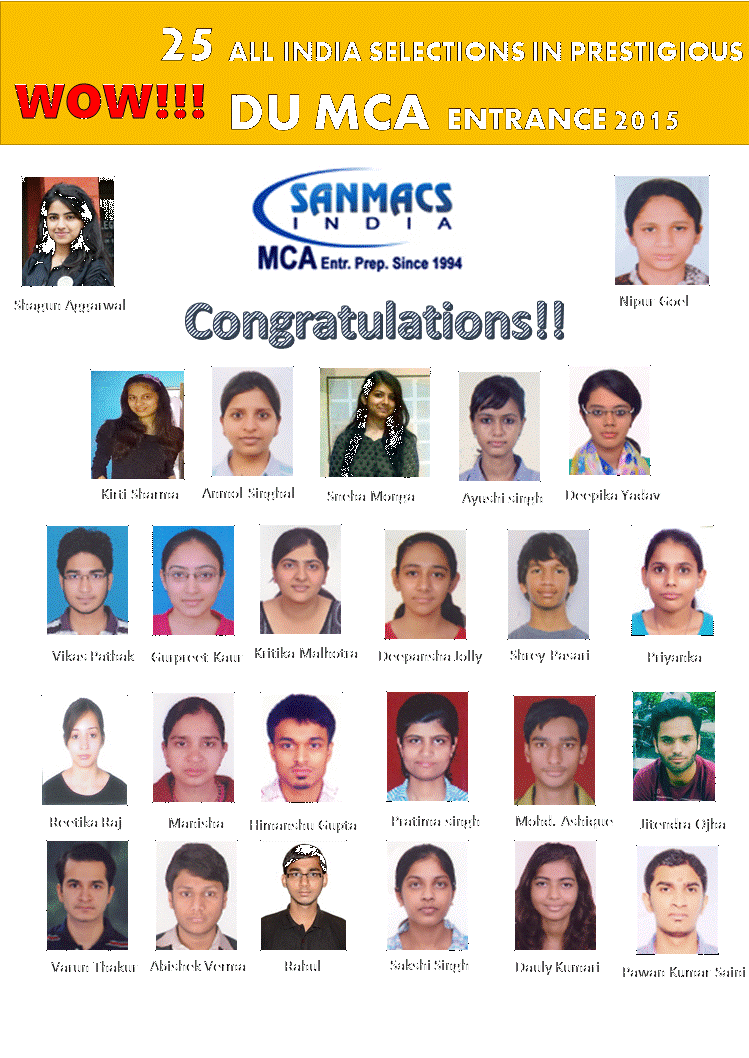 25 ALL INDIA SELECTIONS IN PRESTIGIOUS
WOW!!! DU MCA ENTRANCE 2015
SANMACS
INDIA
MCA Entr. Prep. Since 1994
Shagun Aggarwal
Nipur Goel
Congratulations!!
Kirti Sharma Anmol Singhal Sneha Monga Ayushi singh Deepika Yadav
Vikas Pathak Gurpreet Kaur Kritika Malhotra Deepansha Jolly Shrey Pasari Priyanka
Reetika Raj Manisha Himanshu Gupta Pratima singh Mohd. Ashique Jitendra Ojha
Varun Thakur Abishek Verma Rahul Sakshi Singh Dauly Kumari Pawan Kumar Saini